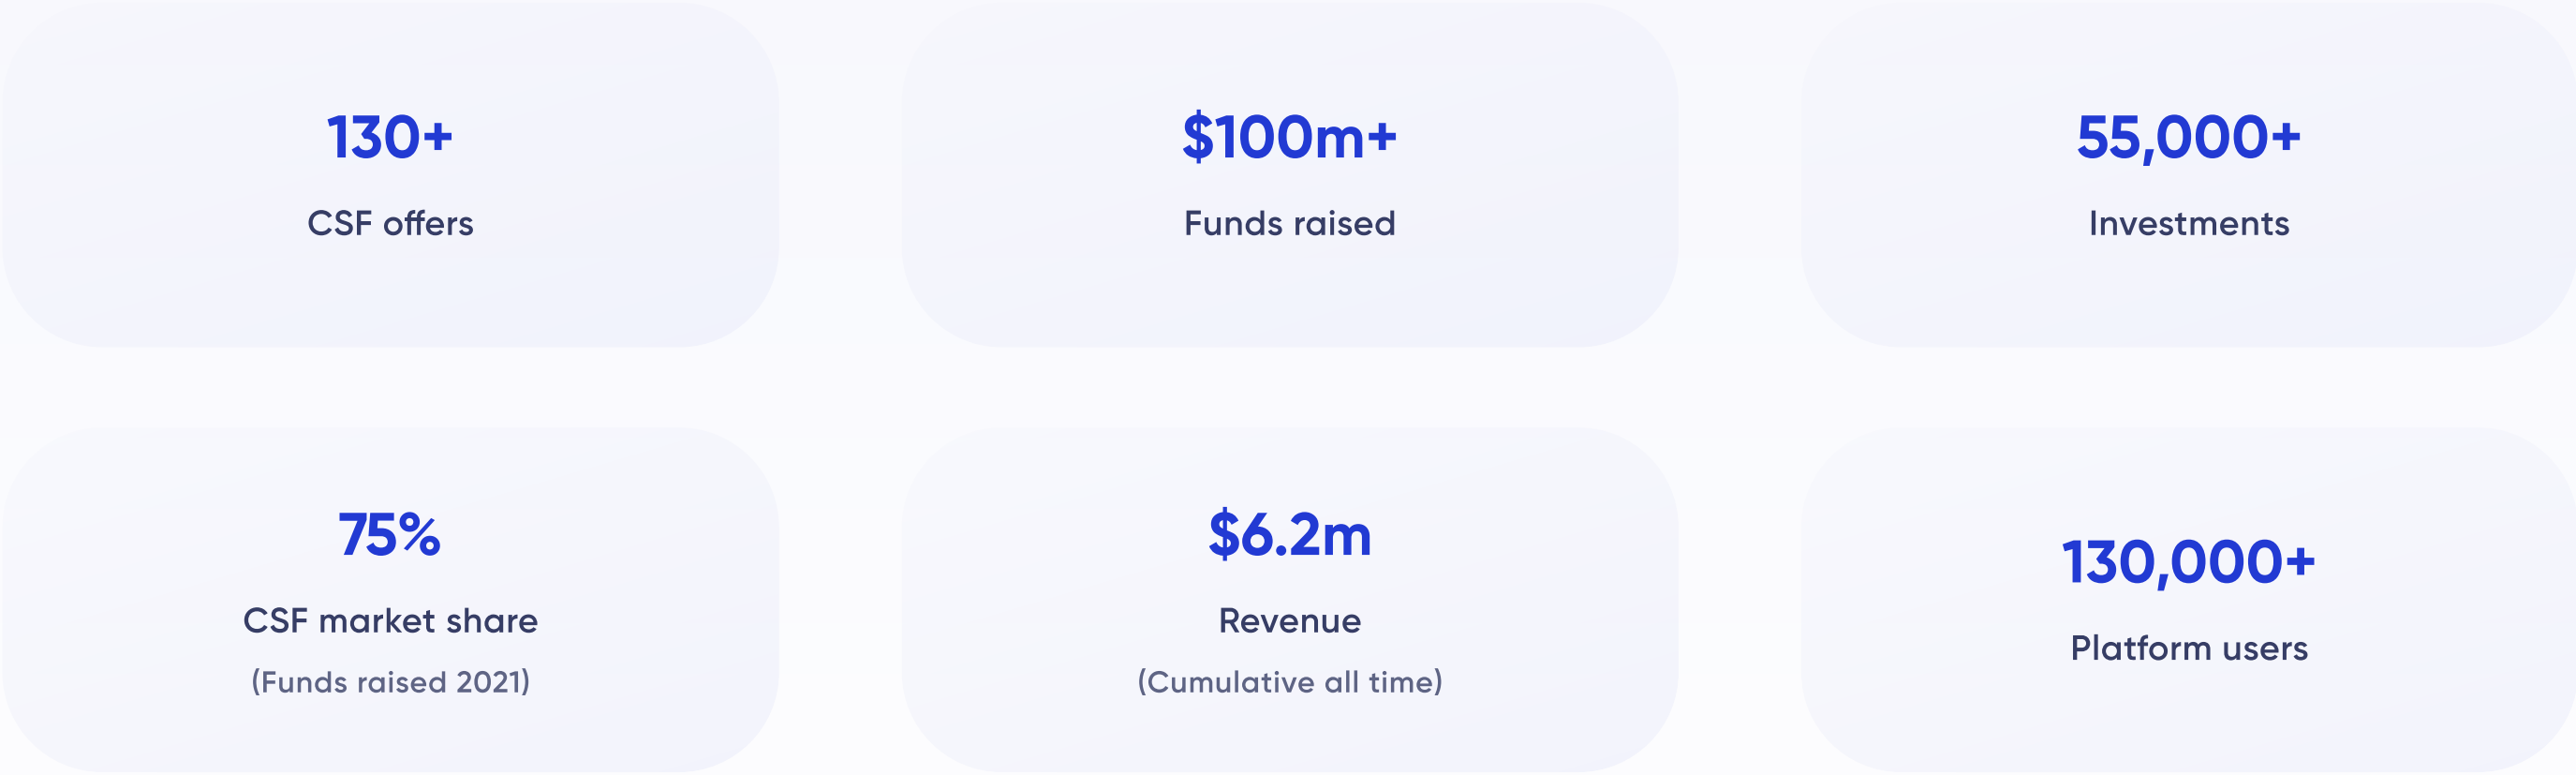 130+
CSF offers
$100m+
Funds raised
55,000+
Investments
75%
CSF market share
(Funds raised 2021)
$6.2m
Revenue
(Cumulative all time)
130,000+
Platform users